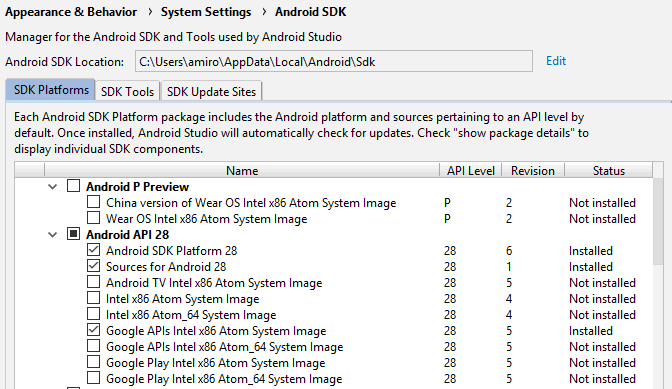 Appearance & Behavior › System Settings › Android SDK
Manager for the Android SDK and Tools used by Android Studio
Android SDK Location: C:\Users\amiro\AppData\Local\Android\Sdk Edit
SDK Platforms SDK Tools SDK Update Sites
Each Android SDK Platform package includes the Android platform and sources pertaining to an API level by
default. Once installed, Android Studio will automatically check for updates. Check "show package details" to
display individual SDK components.
Name API Level Revision Status
Android P Preview
China version of Wear OS Intel x86 Atom System Image P 2 Not installed
Wear OS Intel x86 Atom System Image P 2 Not installed
Android API 28
Android SDK Platform 28 28 6 Installed
Sources for Android 28 28 1 Installed
Android TV Intel x86 Atom System Image 28 5 Not installed
Intel x86 Atom System Image 28 4 Not installed
Intel x86 Atom_64 System Image 28 4 Not installed
Google APIs Intel x86 Atom System Image 28 5 Installed
Google APIs Intel x86 Atom_64 System Image 28 5 Not installed
Google Play Intel x86 Atom System Image 28 5 Not installed
Google Play Intel x86 Atom_64 System Image 28 5 Not installed